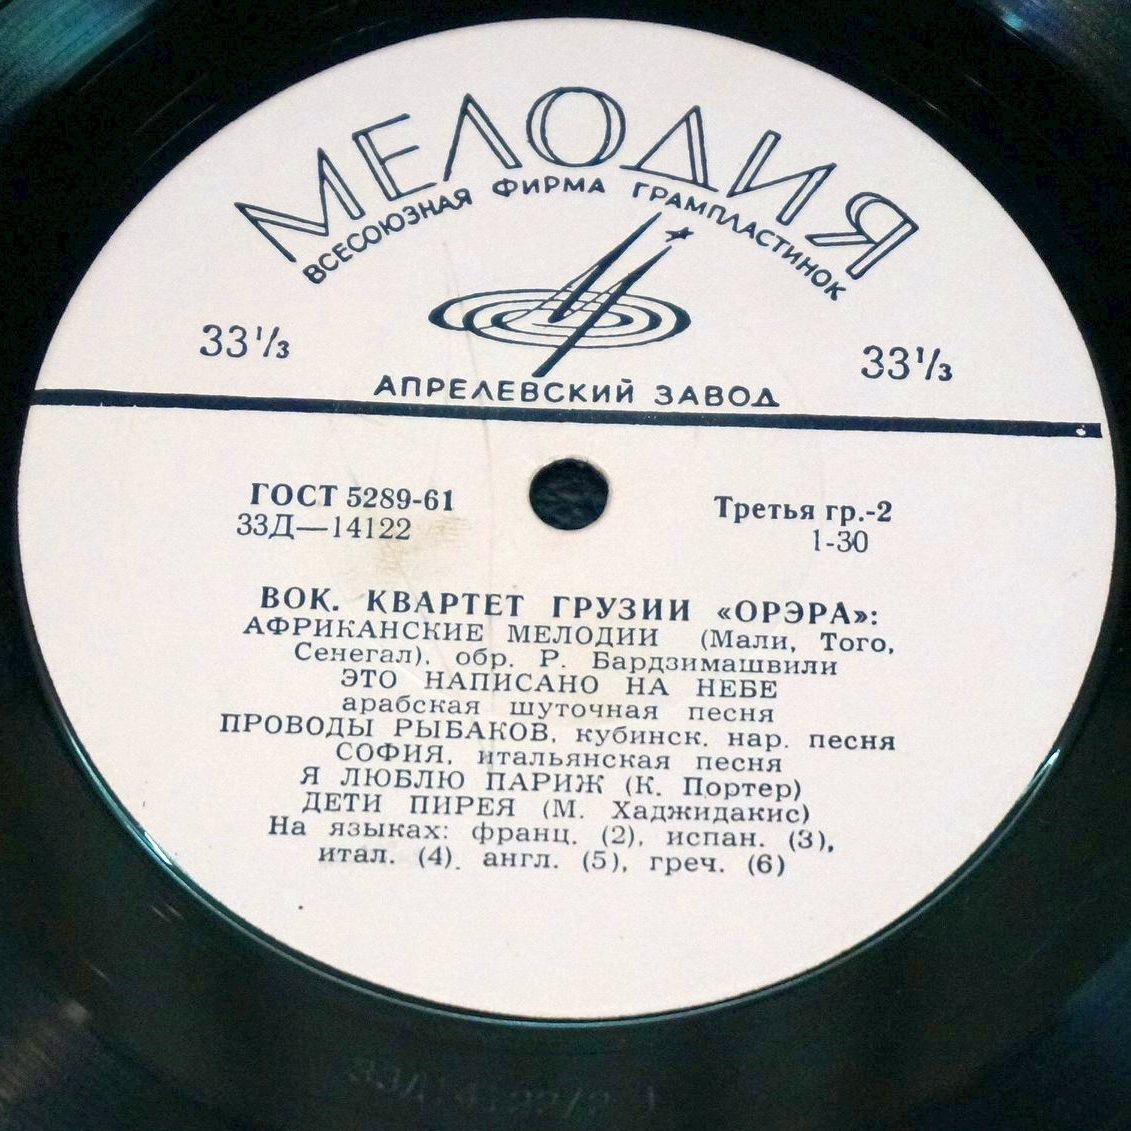 МЕЛОДИЯ
ВСЕСОЮЗНАЯ ФИРМА ГРАМПЛАСТИНОК
33⅓ 33⅓
АПРЕЛЕВСКИЙ ЗАВОД
ГОСТ 5289-61 Третья гр.-2
33Д—14122 1-30
ВОК. КВАРТЕТ ГРУЗИИ «ОРЭРА»:
АФРИКАНСКИЕ МЕЛОДИИ (Мали, Того,
Сенегал), обр. Р. Бардзимашвили
ЭТО НАПИСАНО НА НЕБЕ
арабская шуточная песня
ПРОВОДЫ РЫБАКОВ, кубинск. нар. песня
СОФИЯ, итальянская песня
Я ЛЮБЛЮ ПАРИЖ (К. Портер)
ДЕТИ ПИРЕЯ (М. Хаджидакис)
На языках: франц. (2), испан. (3),
итал. (4). англ. (5), греч. (6)